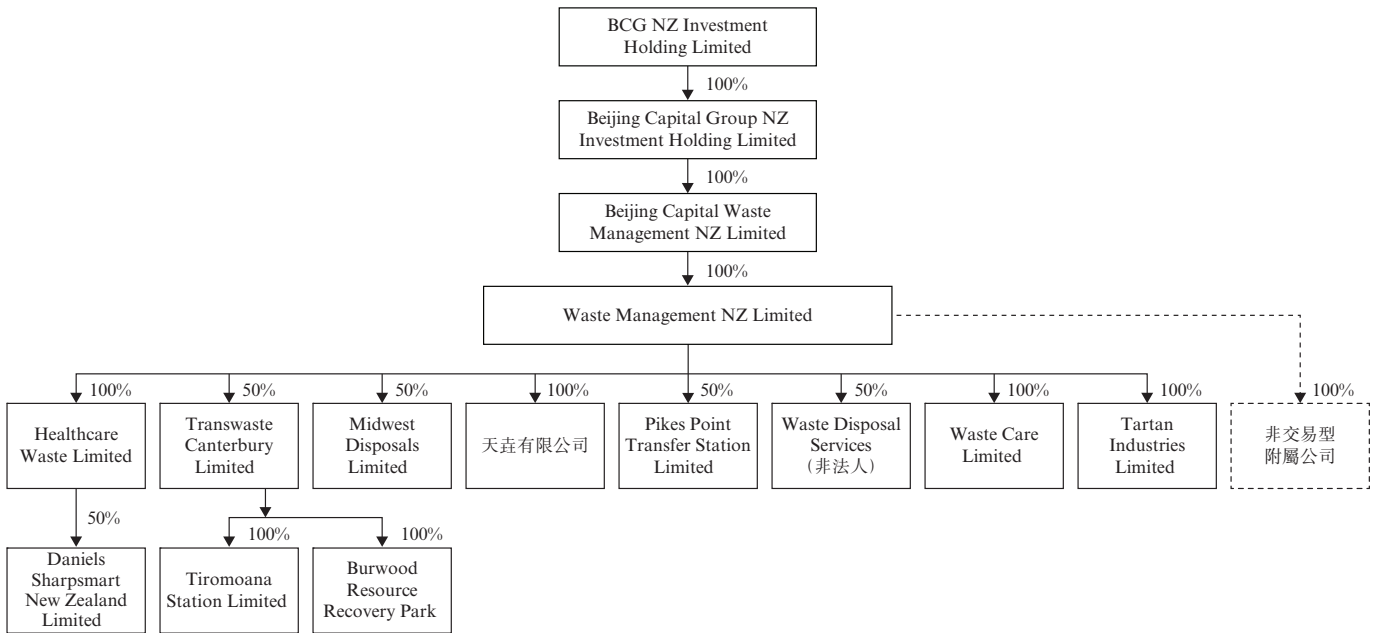 BCG NZ Investment
Holding Limited
100%
Beijing Capital Group NZ
Investment Holding Limited
100%
Beijing Capital Waste
Management NZ Limited
100%
Waste Management NZ Limited
100%
50%
50%
100%
50%
50%
100%
100%
100%
Healthcare
Waste Limited
Transwaste
Canterbury
Limited
Midwest
Disposals
Limited
天垚有限公司
Pikes Point
Transfer Station
Limited
Waste Disposal
Services
(非法人)
Waste Care
Limited
Tartan
Industries
Limited
非交易型
附屬公司
50%
100%
100%
Daniels
Sharpsmart
New Zealand
Limited
Tiromoana
Station Limited
Burwood
Resource
Recovery Park